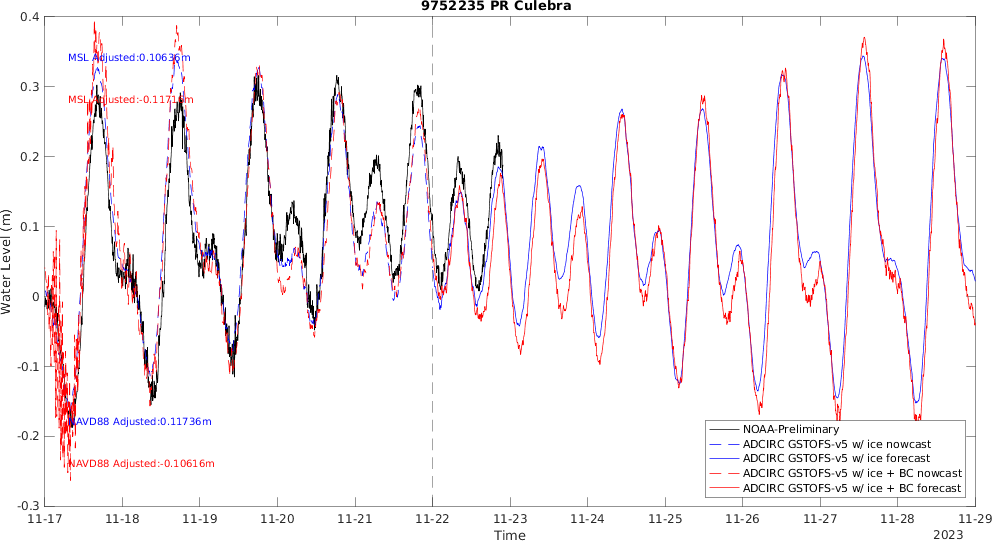 9752235 PR Culebra
0.4
0.3
0.2
0.1
0
-0.1
-0.2
-0.3
Water Level (m)
MSL Adjusted:0.10636m
NAVD88 Adjusted:0.11736m
NAVD88 Adjusted:-0.10616m
NOAA-Preliminary
ADCIRC GSTOFS-v5 w/ ice nowcast
ADCIRC GSTOFS-v5 w/ ice forecast
ADCIRC GSTOFS-v5 w/ ice + BC nowcast
ADCIRC GSTOFS-v5 w/ ice + BC forecast
11-17 11-18 11-19 11-20 11-21 11-22 11-23 11-24 11-25 11-26 11-27 11-28 11-29
Time
2023